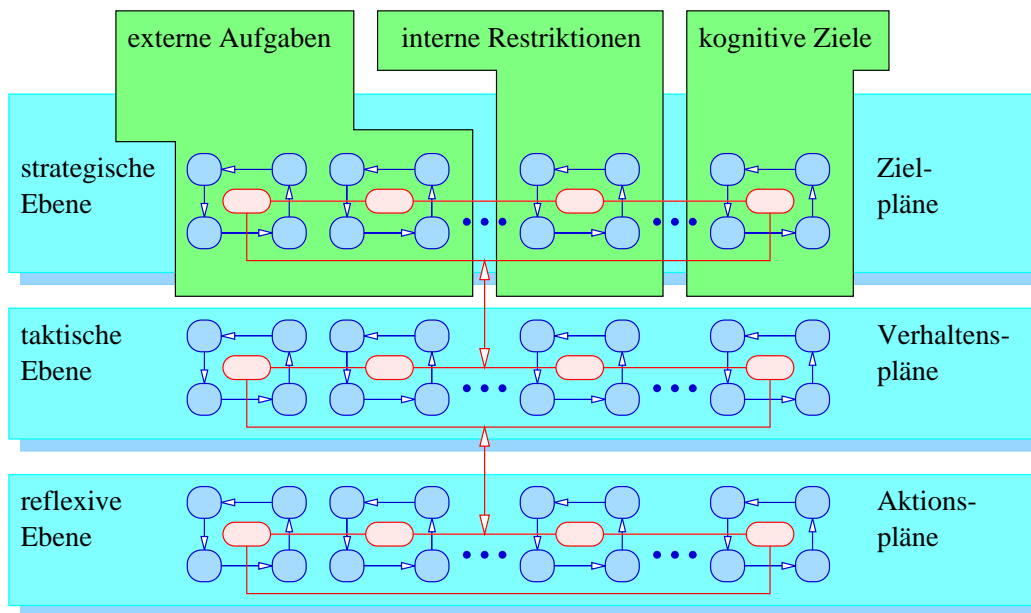 externe Aufgaben
interne Restriktionen
kognitive Ziele
strategische
Ebene
Ziel-
pläne
taktische
Ebene
Verhaltens-
pläne
reflexive
Ebene
Aktions-
pläne